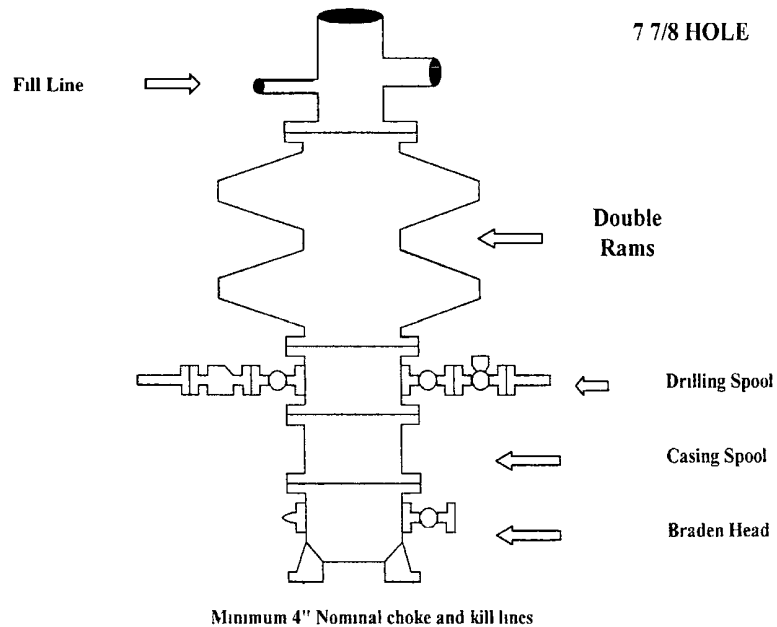 7 7/8 HOLE
Fill Line
Double
Rams
Drilling Spool
Casing Spool
Braden Head
Minimum 4" Nominal choke and kill lines